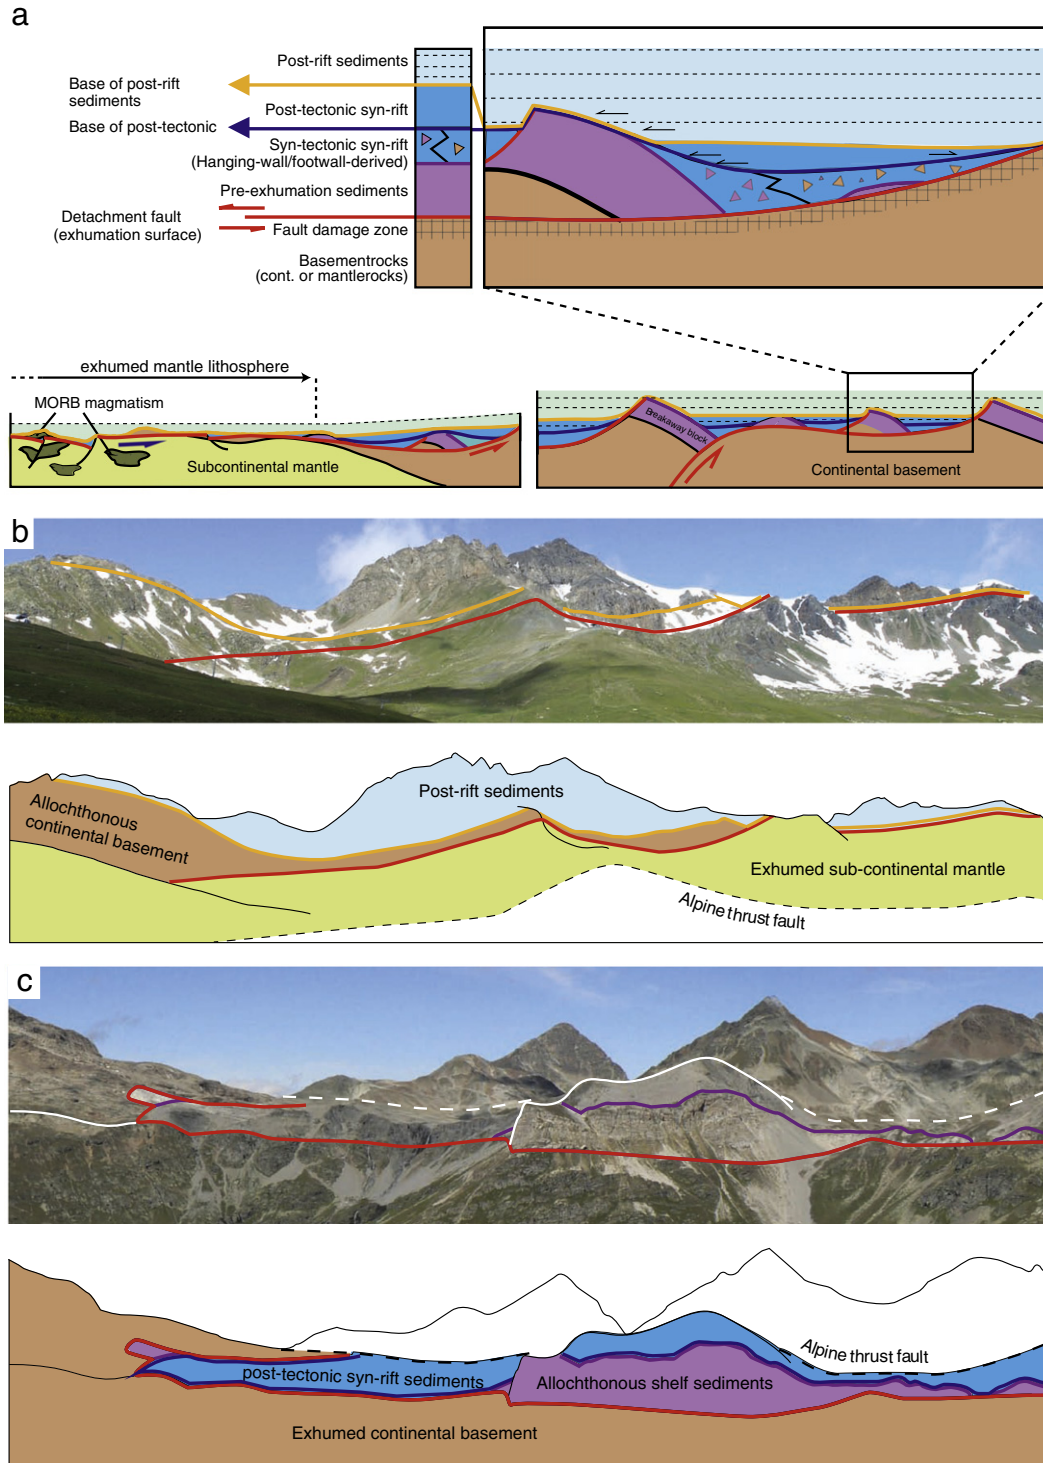 a
Post-rift sediments
Base of post-rift
sediments
Post-tectonic syn-rift
Base of post-tectonic
Syn-tectonic syn-rift
(Hanging-wall/footwall-derived)
Pre-exhumation sediments
Detachment fault
(exhumation surface)
Fault damage zone
Basementrocks
(cont. or mantlerocks)
exhumed mantle lithosphere
MORB magmatism
Subcontinental mantle
Breakaway block
Continental basement
b
Allochthonous
continental basement
Post-rift sediments
Exhumed sub-continental mantle
Alpine thrust fault
c
post-tectonic syn-rift sediments
Allochthonous shelf sediments
Alpine thrust fault
Exhumed continental basement